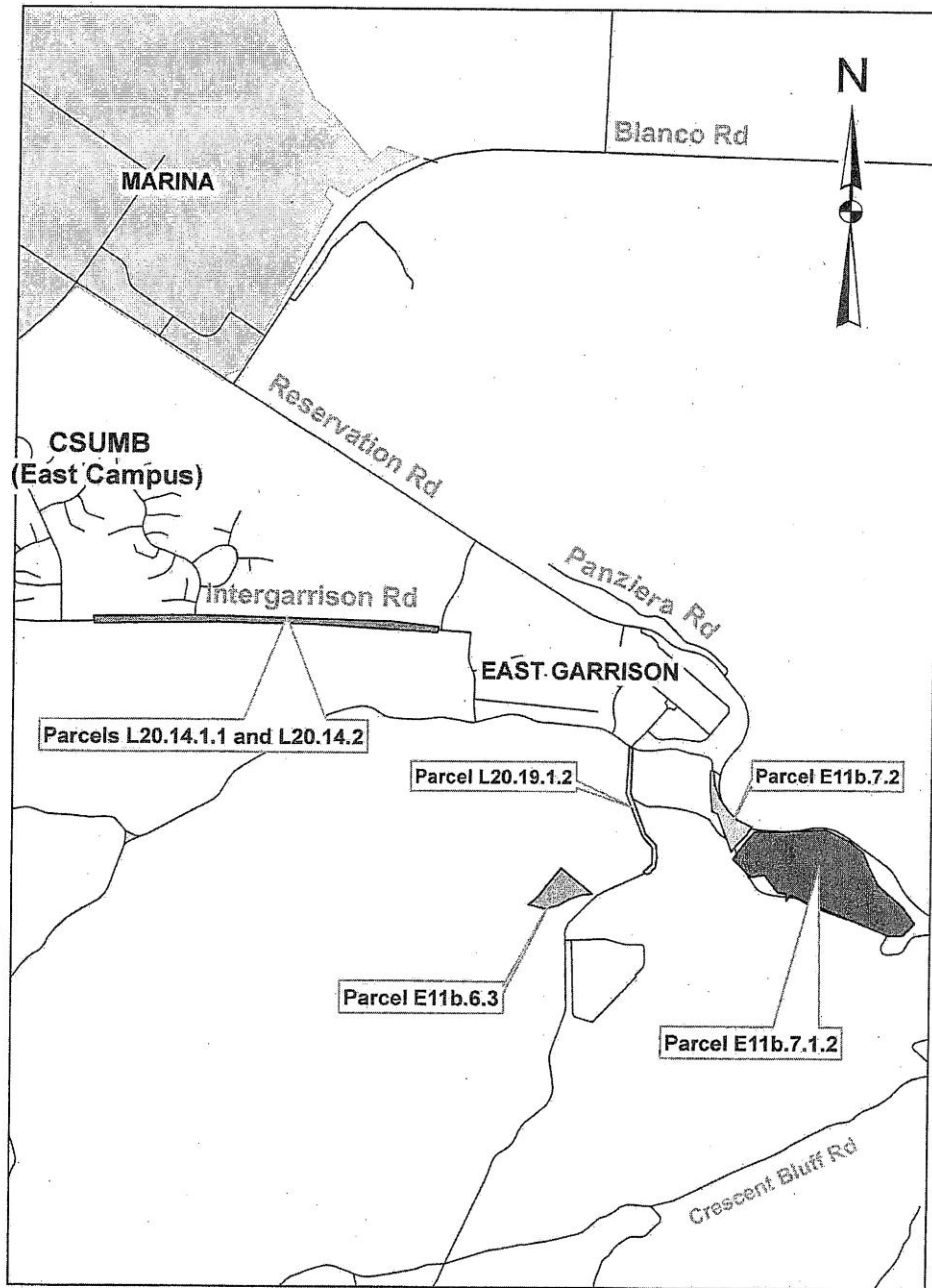 N
Blanco Rd
MARINA
Reservation Rd
CSUMB
(East Campus)
Panziera Rd
Intergarrison Rd
EAST GARRISON
Parcels L20.14.1.1 and L20.14.2
Parcel L20.19.1.2
Parcel E11b.7.2
Parcel E11b.6.3
Parcel E11b.7.1.2
Crescent Bluff Rd